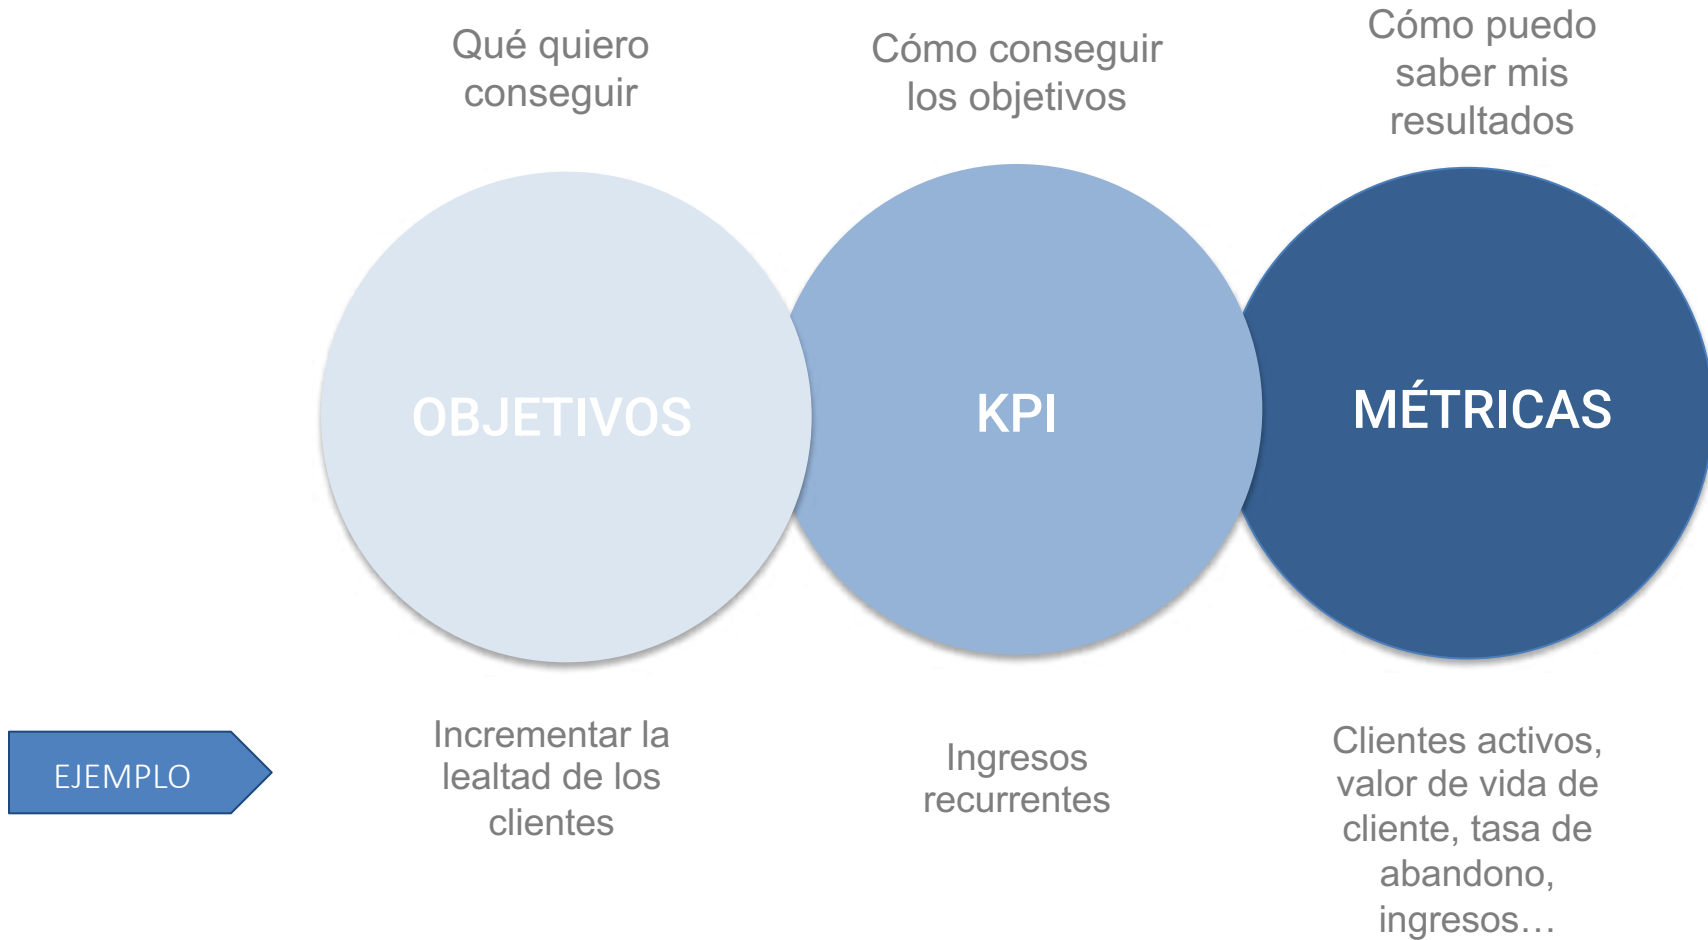 Qué quiero
conseguir
Cómo conseguir
los objetivos
Cómo puedo
saber mis
resultados
OBJETIVOS
KPI
MÉTRICAS
EJEMPLO
Incrementar la
lealtad de los
clientes
Ingresos
recurrentes
Clientes activos,
valor de vida de
cliente, tasa de
abandono,
ingresos…